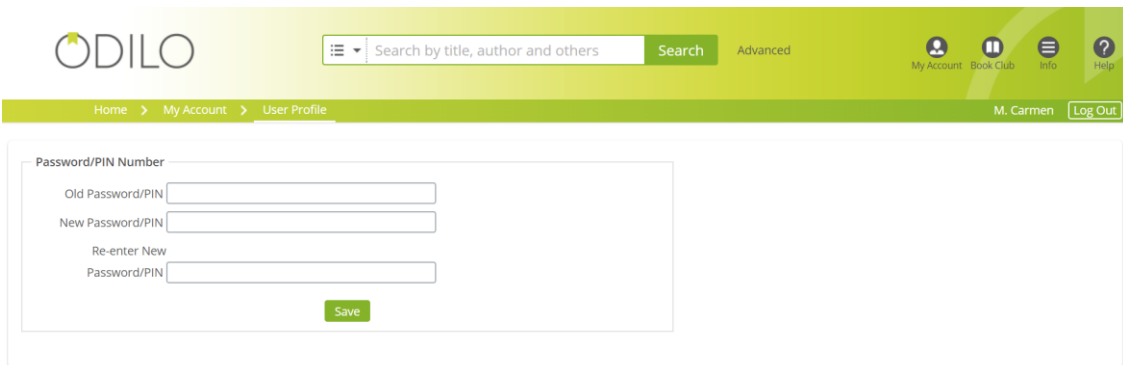 ODILO
Search by title, author and others
Search
Advanced
My Account
Book Club
Info
Help
Home > My Account > User Profile
M. Carmen
Log Out
Password/PIN Number
Old Password/PIN
New Password/PIN
Re-enter New
Password/PIN
Save